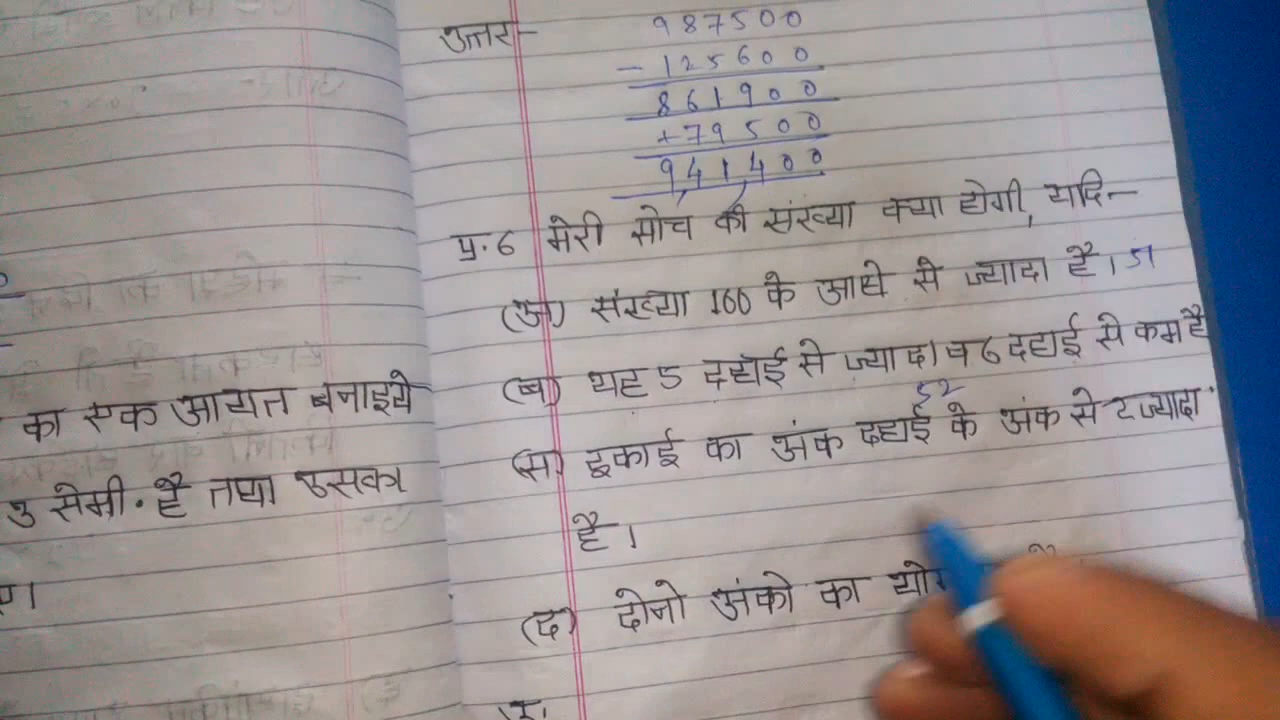 का एक आयत बनाइये
3 सेमी. है तथा उसका
उत्तर-
987500
- 125600
861900
+79500
941400
प्र.6 मेरी सोच की संख्या क्या होगी, यदि-
(अ) संख्या 100 के आधे से ज्यादा है। 51
(ब) यह 5 दहाई से ज्यादा व 6 दहाई से कम है
52
(स) इकाई का अंक दहाई के अंक से 2 ज्यादा
है।
(द) दोनो अंको का